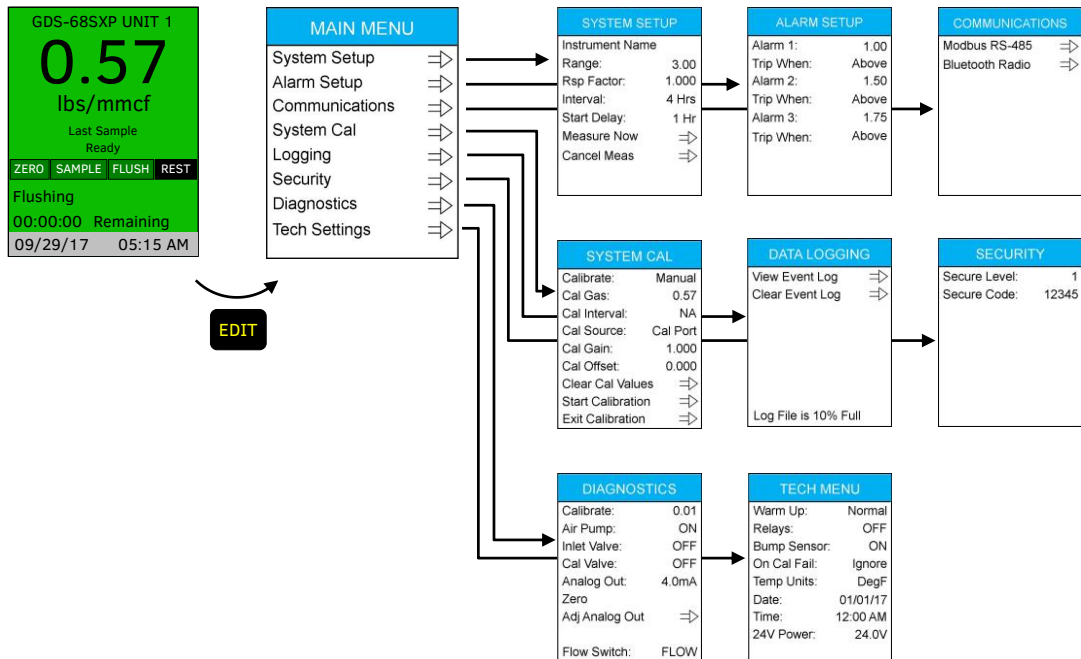 GDS-68SXP UNIT 1
0.57
lbs/mmcf
Last Sample
Ready
ZERO SAMPLE FLUSH REST
Flushing
00:00:00 Remaining
09/29/17 05:15 AM
EDIT
MAIN MENU
System Setup
Alarm Setup
Communications
System Cal
Logging
Security
Diagnostics
Tech Settings
SYSTEM SETUP
Instrument Name
Range: 3.00
Rsp Factor: 1.000
Interval: 4 Hrs
Start Delay: 1 Hr
Measure Now
Cancel Meas
ALARM SETUP
Alarm 1: 1.00
Trip When: Above
Alarm 2: 1.50
Trip When: Above
Alarm 3: 1.75
Trip When: Above
COMMUNICATIONS
Modbus RS-485
Bluetooth Radio
SYSTEM CAL
Calibrate: Manual
Cal Gas: 0.57
Cal Interval: NA
Cal Source: Cal Port
Cal Gain: 1.000
Cal Offset: 0.000
Clear Cal Values
Start Calibration
Exit Calibration
DATA LOGGING
View Event Log
Clear Event Log
Log File is 10% Full
SECURITY
Secure Level: 1
Secure Code: 12345
DIAGNOSTICS
Calibrate: 0.01
Air Pump: ON
Inlet Valve: OFF
Cal Valve: OFF
Analog Out: 4.0mA
Zero
Adj Analog Out
Flow Switch: FLOW
TECH MENU
Warm Up: Normal
Relays: OFF
Bump Sensor: ON
On Cal Fail: Ignore
Temp Units: DegF
Date: 01/01/17
Time: 12:00 AM
24V Power: 24.0V